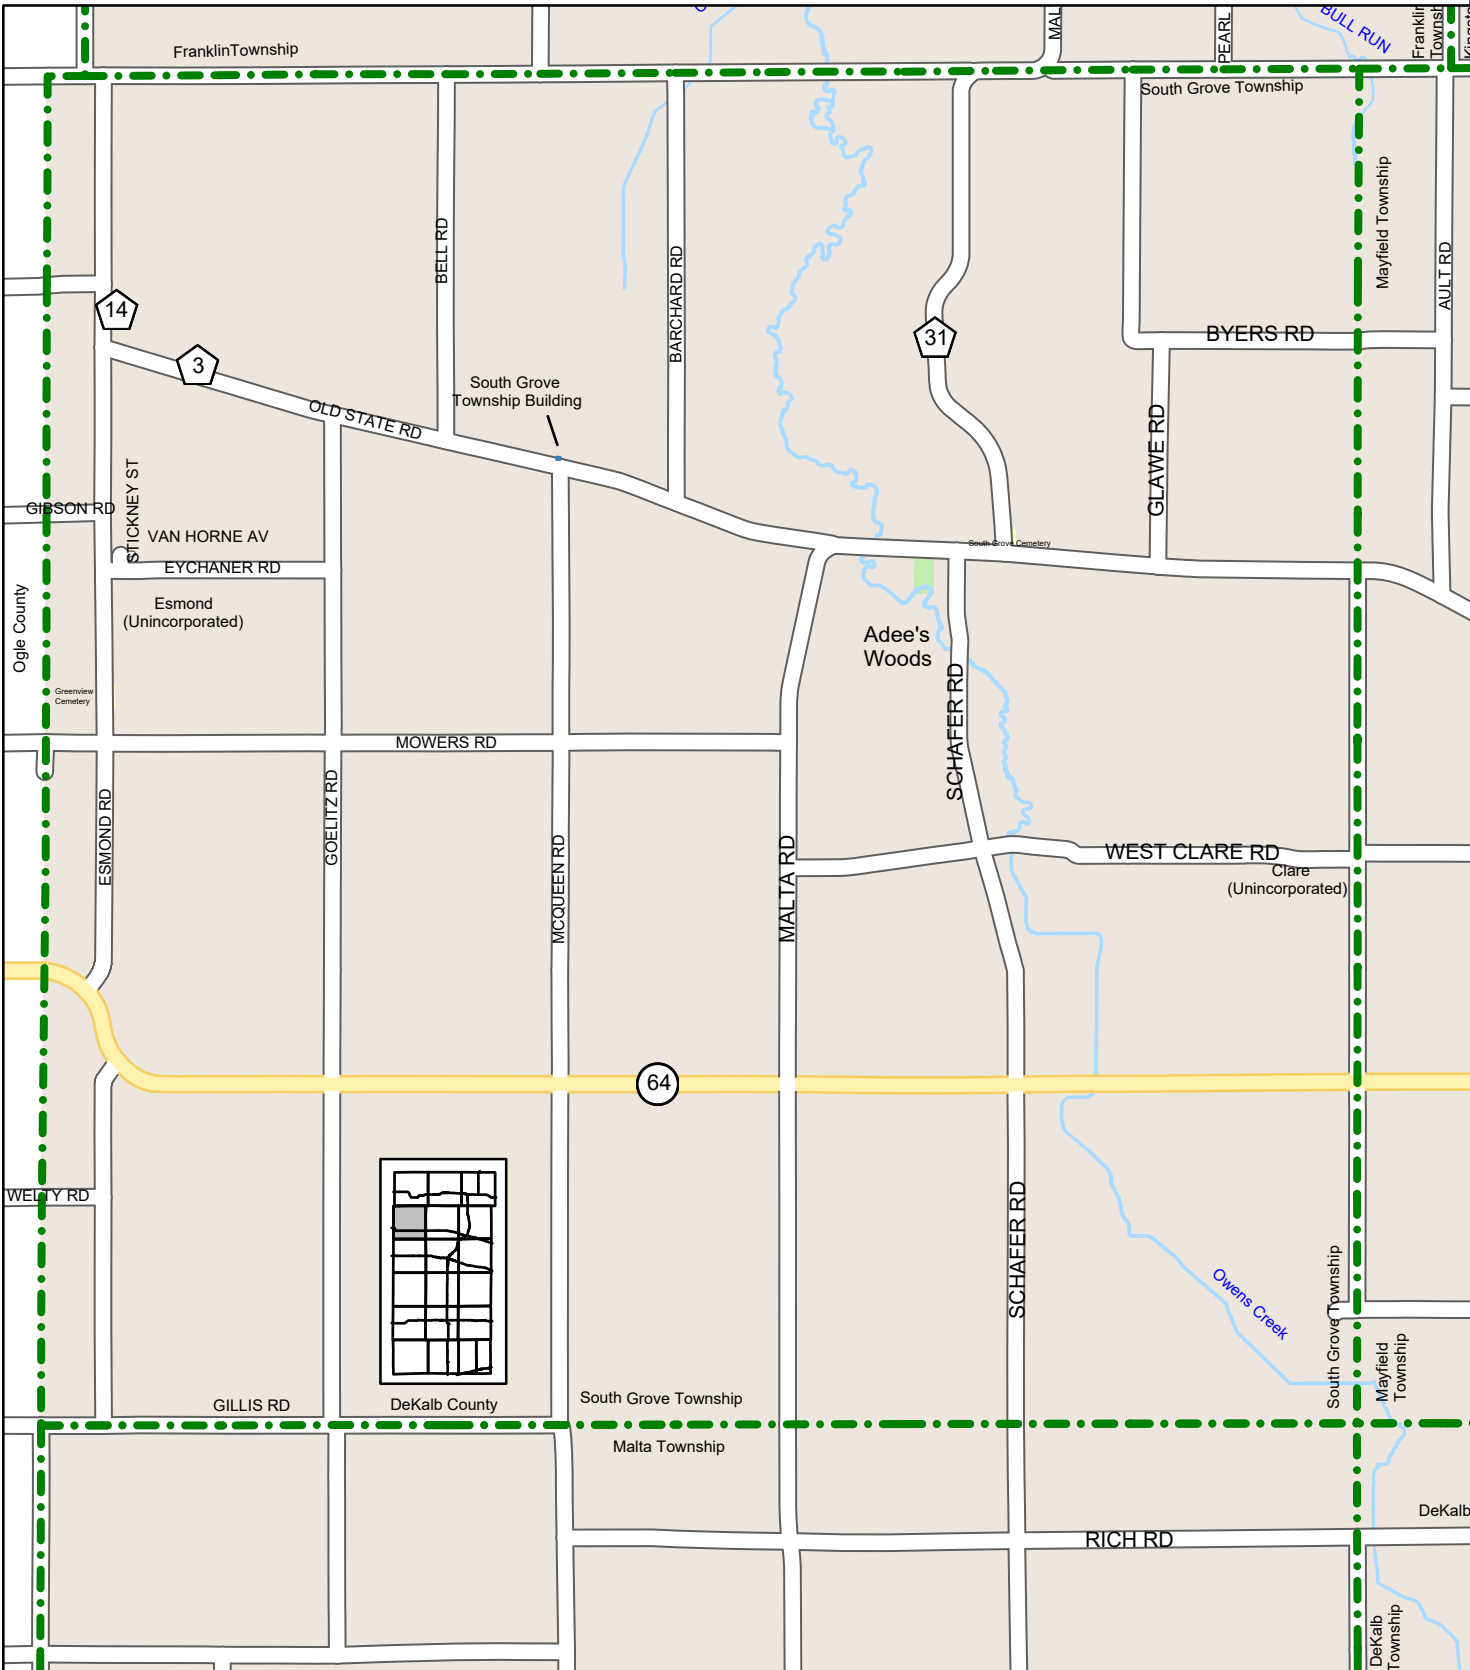 MAL
PEARL
BULL RUN
Franklin
Townsh
Kingsto
FranklinTownship
South Grove Township
Mayfield Township
AULT RD
BELL RD
BARCHARD RD
14
3
31
BYERS RD
OLD STATE RD
South Grove
Township Building
GLAWE RD
STICKNEY ST
GIBSON RD
VAN HORNE AV
EYCHANER RD
South Grove Cemetery
Ogle County
Esmond
(Unincorporated)
Adee's
Woods
Greenview
Cemetery
SCHAFER RD
MOWERS RD
ESMOND RD
GOELITZ RD
MCQUEEN RD
MALTA RD
WEST CLARE RD
Clare
(Unincorporated)
64
WELTY RD
SCHAFER RD
Owens Creek
South Grove Township
Mayfield
Township
GILLIS RD
DeKalb County
South Grove Township
Malta Township
DeKalb
RICH RD
DeKalb
Township